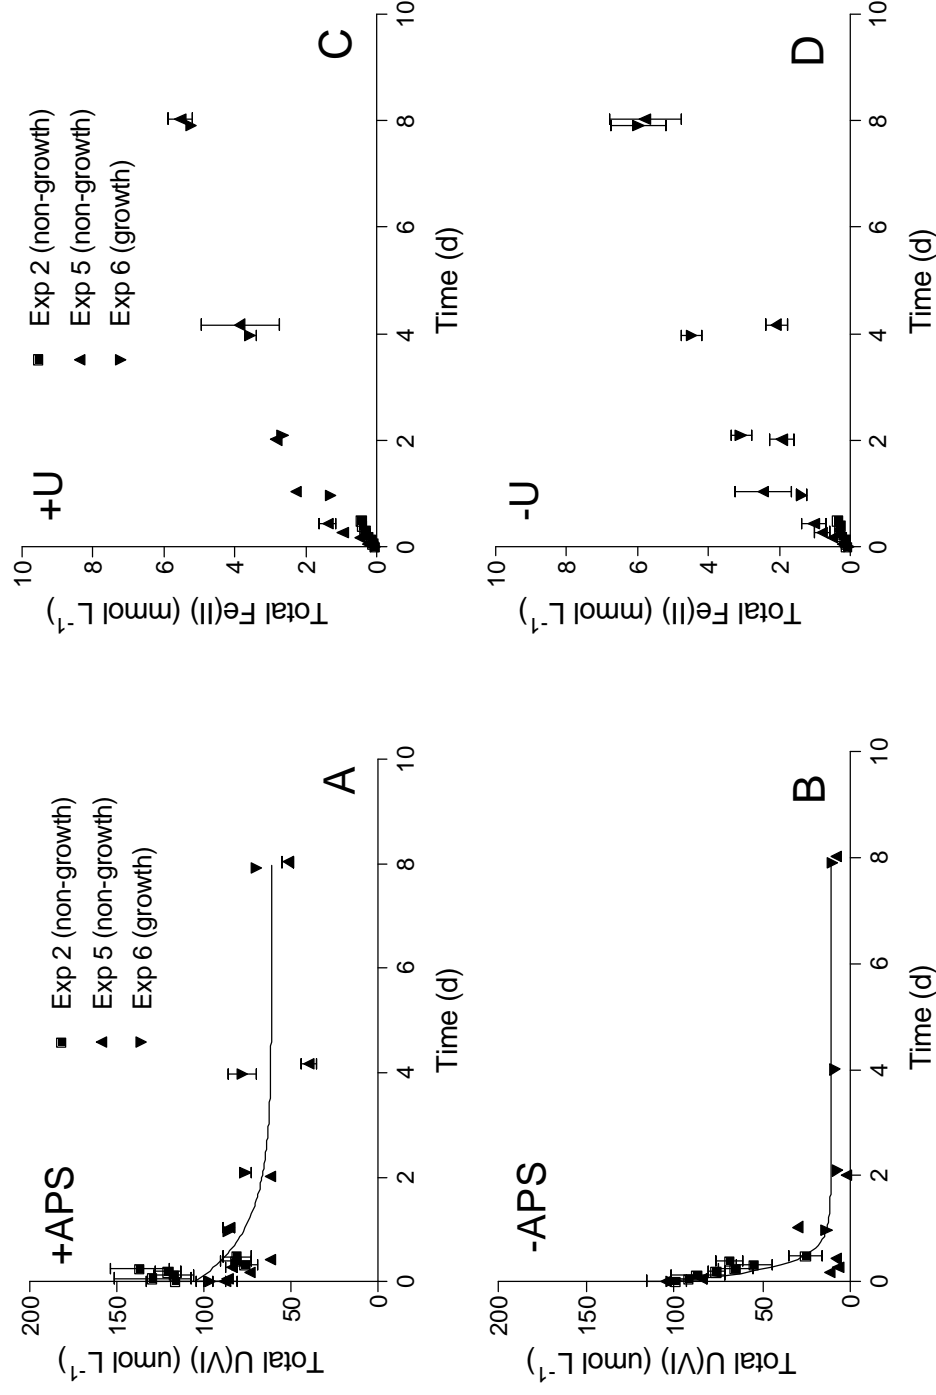 +APS
Exp 2 (non-growth)
Exp 5 (non-growth)
Exp 6 (growth)
A
200
150
100
50
0
0 2 4 6 8 10
Total U(VI) (umol L-1)
Time (d)
-APS
B
200
150
100
50
0
0 2 4 6 8 10
Total U(VI) (umol L-1)
Time (d)
+U
Exp 2 (non-growth)
Exp 5 (non-growth)
Exp 6 (growth)
C
10
8
6
4
2
0
0 2 4 6 8 10
Total Fe(II) (mmol L-1)
Time (d)
-U
D
10
8
6
4
2
0
0 2 4 6 8 10
Total Fe(II) (mmol L-1)
Time (d)